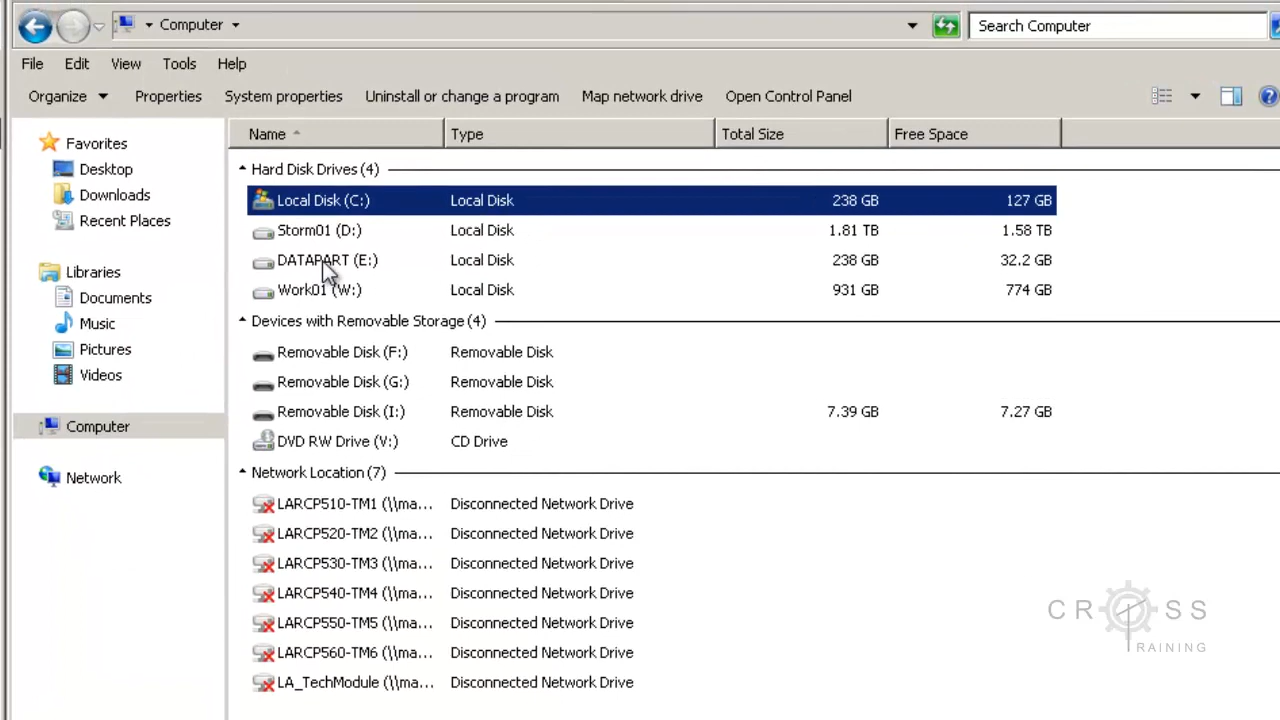 Computer
Search Computer
File Edit View Tools Help
Organize Properties System properties Uninstall or change a program Map network drive Open Control Panel
Name Type Total Size Free Space
Favorites
Desktop
Downloads
Recent Places
Libraries
Documents
Music
Pictures
Videos
Computer
Network
Hard Disk Drives (4)
Local Disk (C:) Local Disk 238 GB 127 GB
Storm01 (D:) Local Disk 1.81 TB 1.58 TB
DATAPART (E:) Local Disk 238 GB 32.2 GB
Work01 (W:) Local Disk 931 GB 774 GB
Devices with Removable Storage (4)
Removable Disk (F:) Removable Disk
Removable Disk (G:) Removable Disk
Removable Disk (I:) Removable Disk 7.39 GB 7.27 GB
DVD RW Drive (V:) CD Drive
Network Location (7)
LARCP510-TM1 (\\ma... Disconnected Network Drive
LARCP520-TM2 (\\ma... Disconnected Network Drive
LARCP530-TM3 (\\ma... Disconnected Network Drive
LARCP540-TM4 (\\ma... Disconnected Network Drive
LARCP550-TM5 (\\ma... Disconnected Network Drive
LARCP560-TM6 (\\ma... Disconnected Network Drive
LA_TechModule (\\ma... Disconnected Network Drive
CROSS
TRAINING